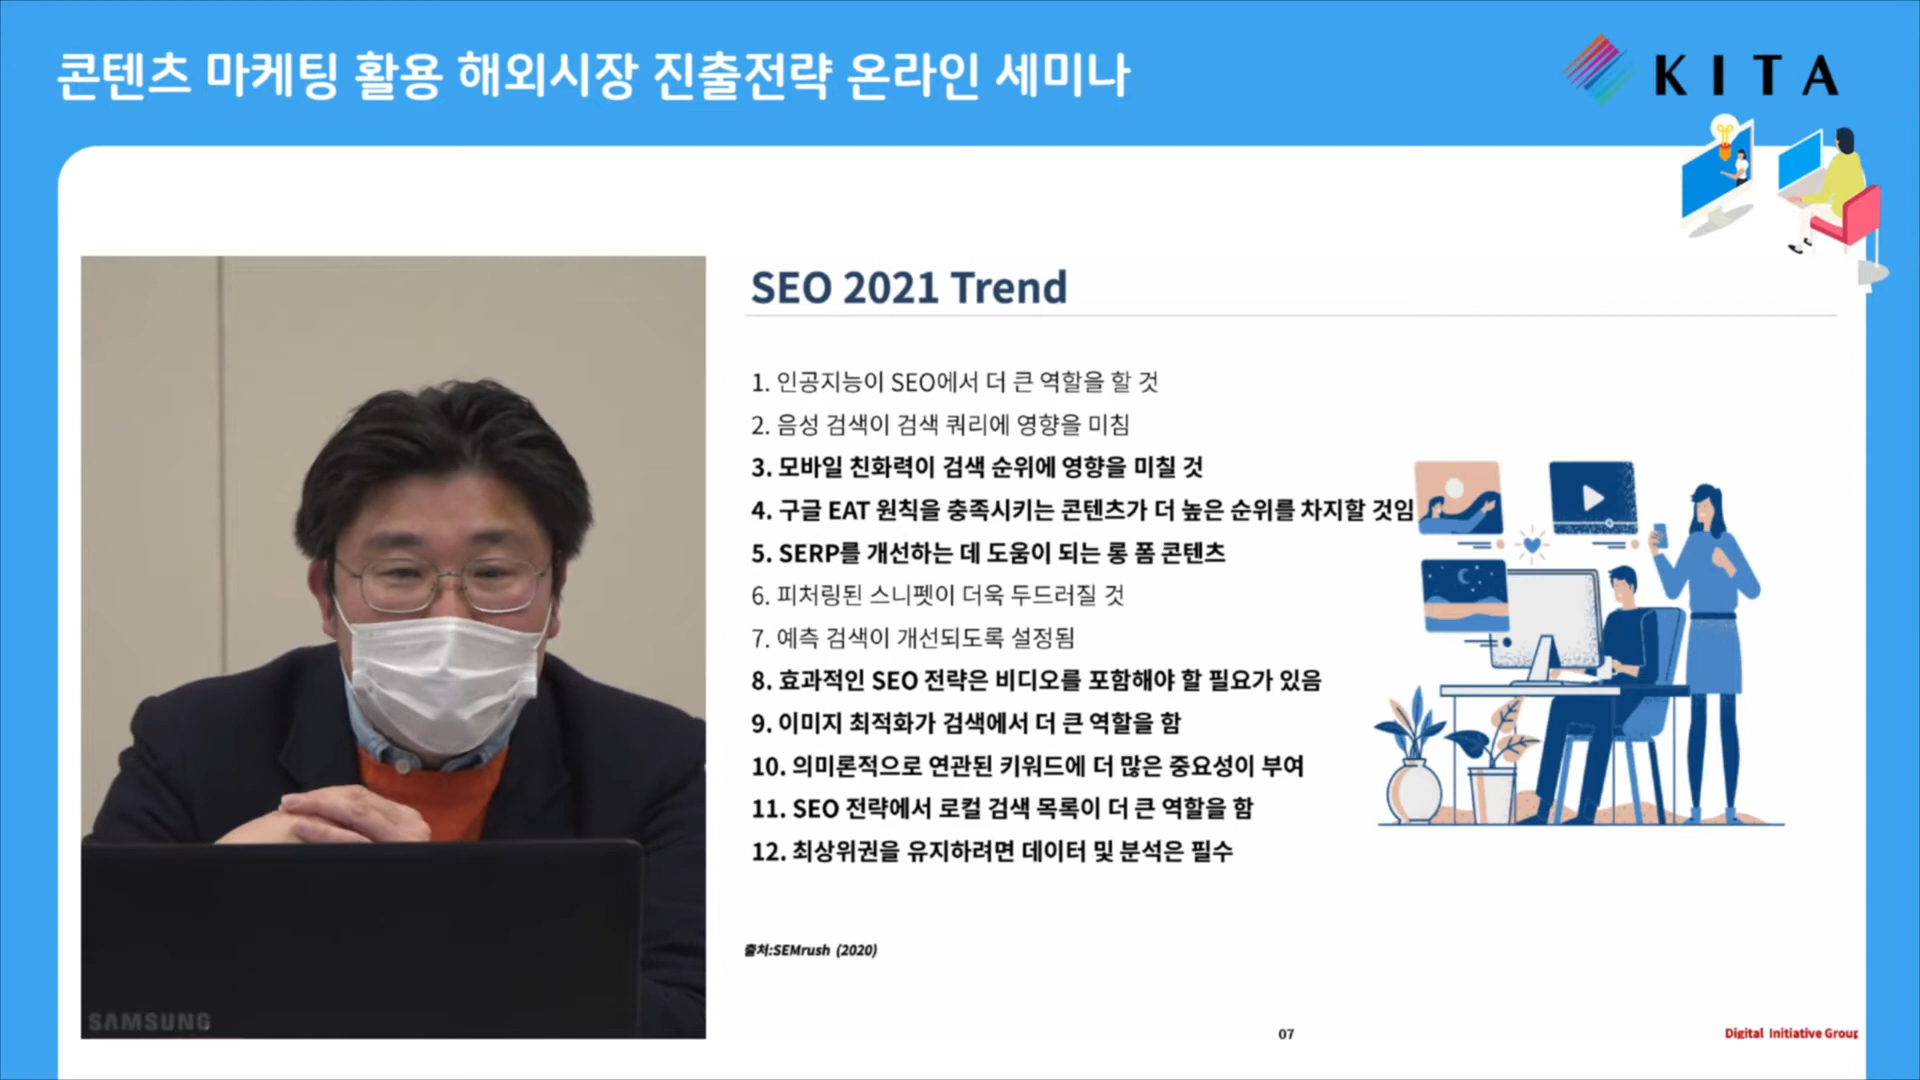 콘텐츠 마케팅 활용 해외시장 진출전략 온라인 세미나
KITA
SEO 2021 Trend
1. 인공지능이 SEO에서 더 큰 역할을 할 것
2. 음성 검색이 검색 쿼리에 영향을 미침
3. 모바일 친화력이 검색 순위에 영향을 미칠 것
4. 구글 EAT 원칙을 충족시키는 콘텐츠가 더 높은 순위를 차지할 것임
5. SERP를 개선하는 데 도움이 되는 롱 폼 콘텐츠
6. 피처링된 스니펫이 더욱 두드러질 것
7. 예측 검색이 개선되도록 설정됨
8. 효과적인 SEO 전략은 비디오를 포함해야 할 필요가 있음
9. 이미지 최적화가 검색에서 더 큰 역할을 함
10. 의미론적으로 연관된 키워드에 더 많은 중요성이 부여
11. SEO 전략에서 로컬 검색 목록이 더 큰 역할을 함
12. 최상위권을 유지하려면 데이터 및 분석은 필수
출처:SEMrush (2020)
SAMSUNG
07
Digital Initiative Group